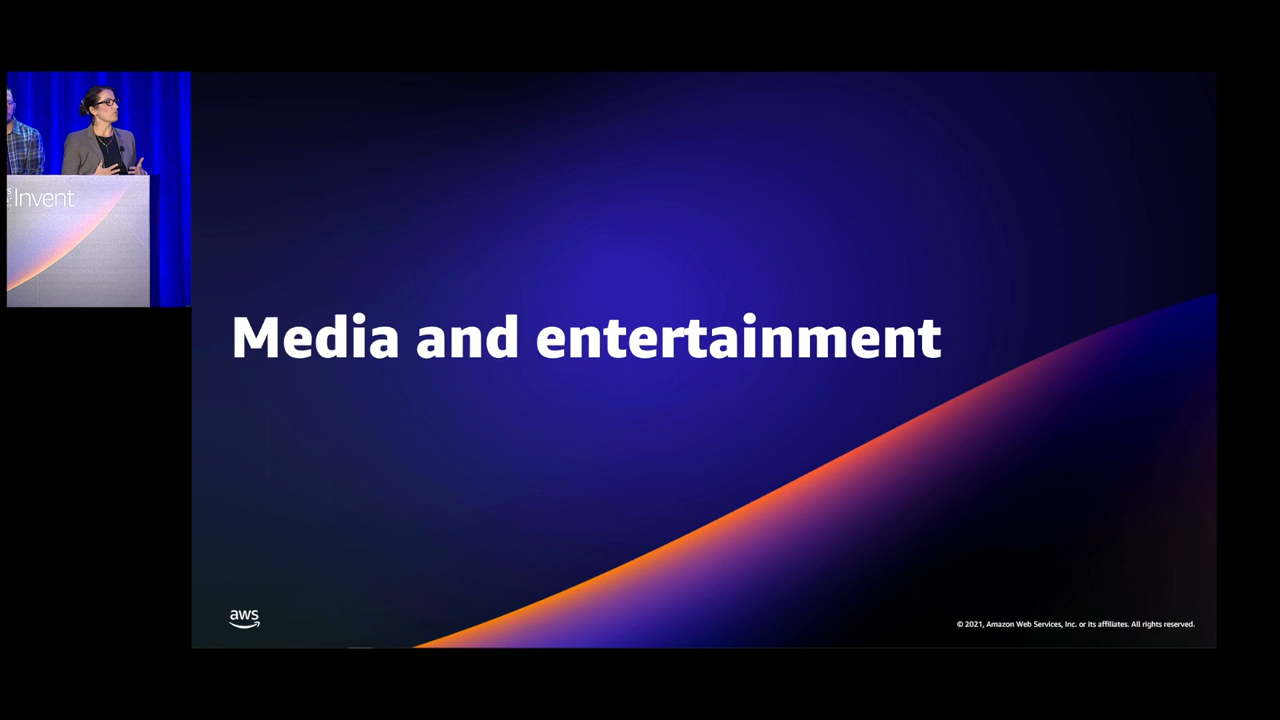 Invent
Media and entertainment
aws
© 2021, Amazon Web Services, Inc. or its affiliates. All rights reserved.